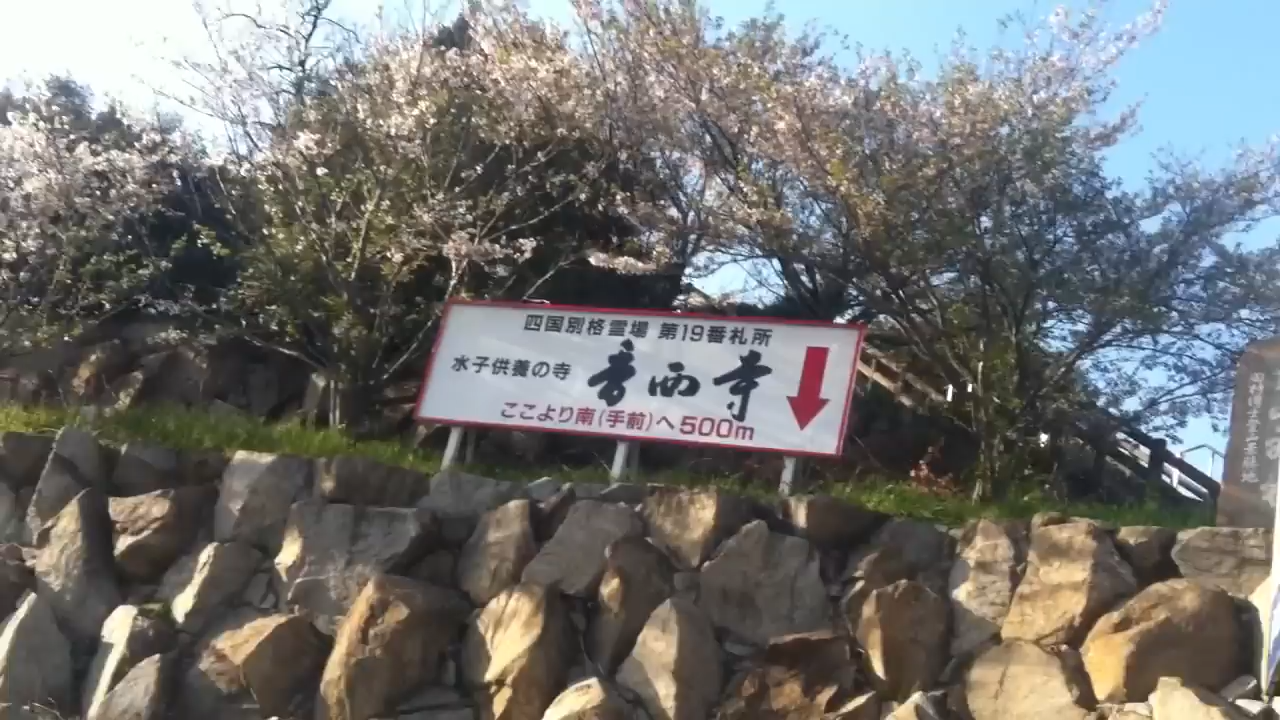 四国別格霊場 第19番札所
水子供養の寺 香西寺
ここより南(手前)へ500m